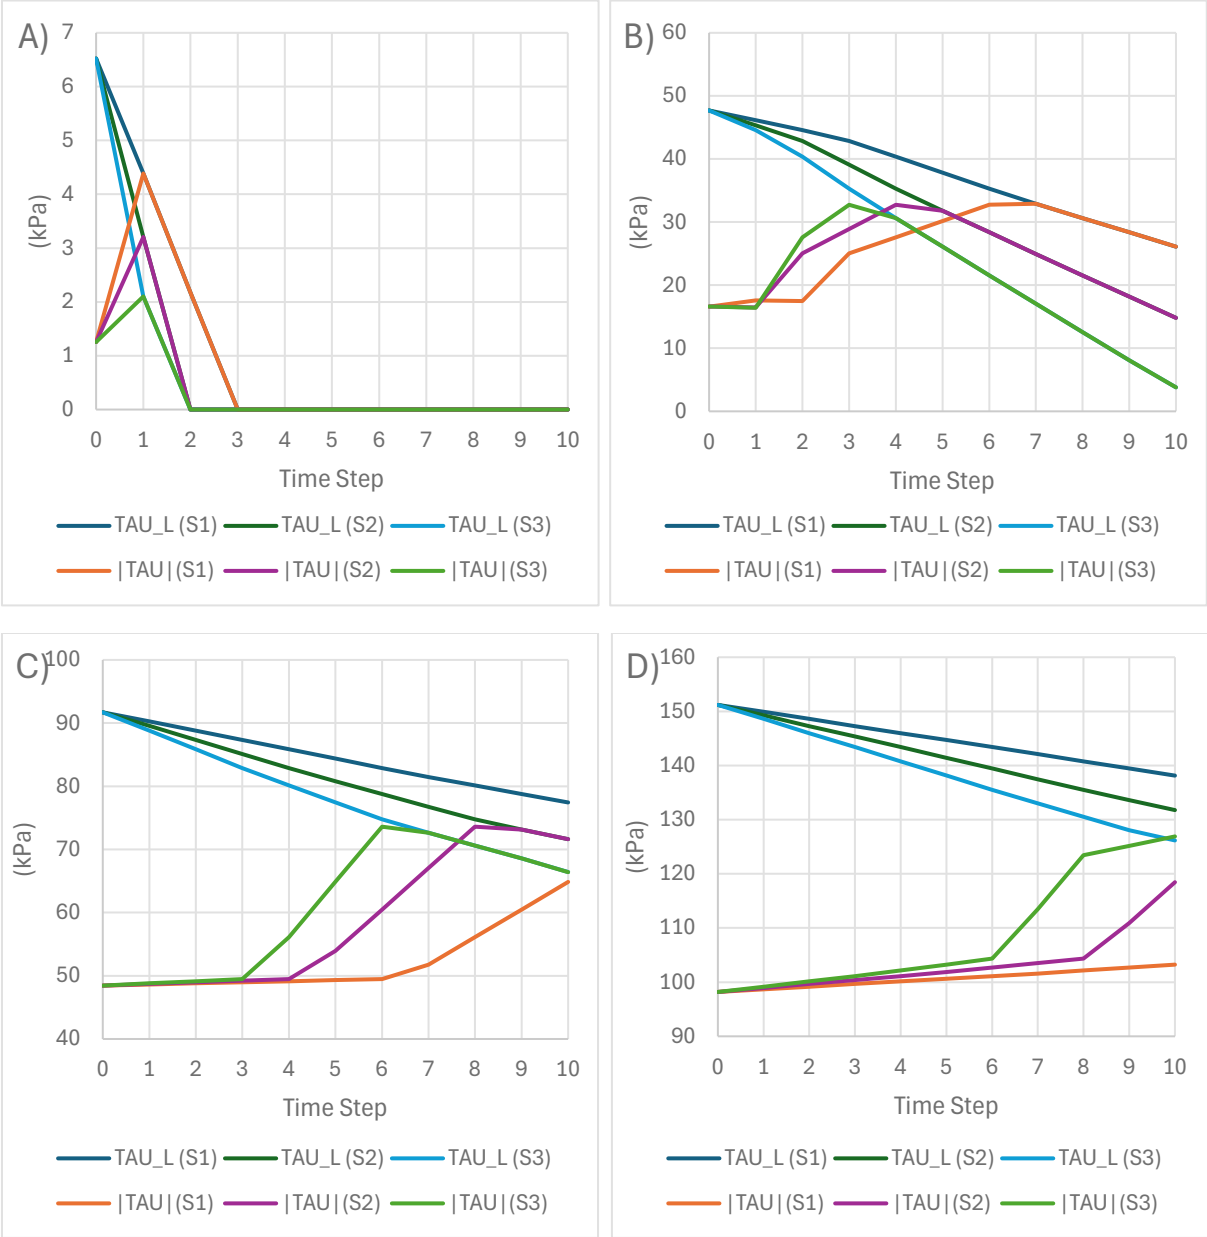 A)
7
6
5
4
3
2
1
0
(kPa)
0 1 2 3 4 5 6 7 8 9 10
Time Step
TAU_L (S1) TAU_L (S2) TAU_L (S3)
|TAU|(S1) |TAU|(S2) |TAU|(S3)
B)
60
50
40
30
20
10
0
(kPa)
0 1 2 3 4 5 6 7 8 9 10
Time Step
TAU_L (S1) TAU_L (S2) TAU_L (S3)
|TAU|(S1) |TAU|(S2) |TAU|(S3)
C)
100
90
80
70
60
50
40
(kPa)
0 1 2 3 4 5 6 7 8 9 10
Time Step
TAU_L (S1) TAU_L (S2) TAU_L (S3)
|TAU|(S1) |TAU|(S2) |TAU|(S3)
D)
160
150
140
130
120
110
100
90
(kPa)
0 1 2 3 4 5 6 7 8 9 10
Time Step
TAU_L (S1) TAU_L (S2) TAU_L (S3)
|TAU|(S1) |TAU|(S2) |TAU|(S3)